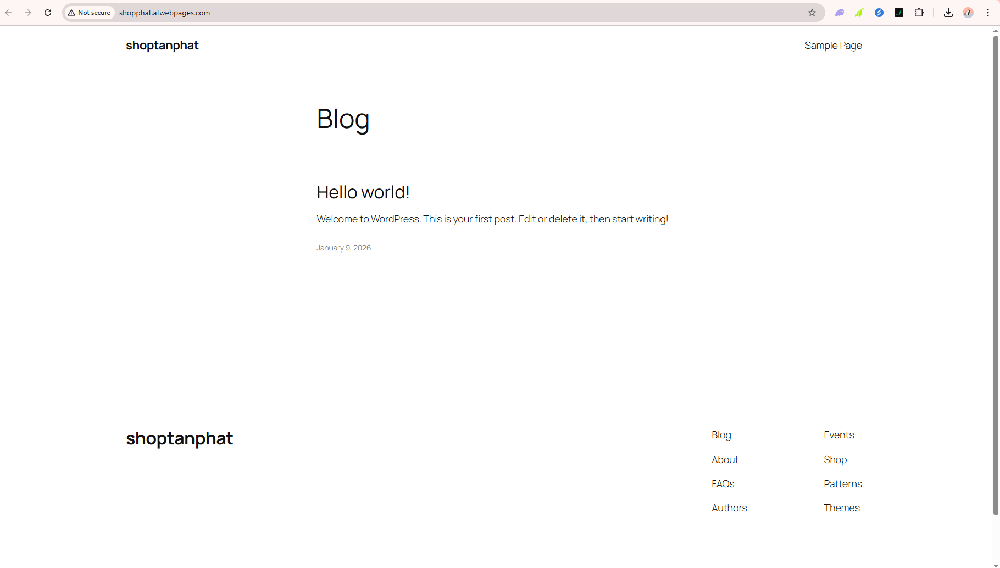 Not secure
shopphat.atwebpages.com
shoptanphat
Sample Page
Blog
Hello world!
Welcome to WordPress. This is your first post. Edit or delete it, then start writing!
January 9, 2026
shoptanphat
Blog
About
FAQs
Authors
Events
Shop
Patterns
Themes